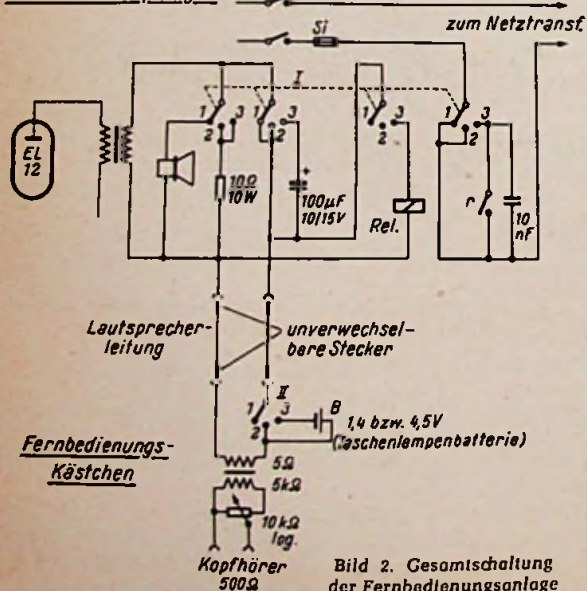 zum Netztransf.
Si
I
1 2 3
1 2 3
1 2 3
1 2 3
EL
12
10Ω
10W
+
100µF
10/15V
Rel.
r
10
nF
Lautsprecher-
leitung
unverwechsel-
bare Stecker
II
1 2 3
B
1,4 bzw. 4,5V
(Taschenlampenbatterie)
Fernbedienungs-
Kästchen
5Ω
5kΩ
10kΩ
log.
Kopfhörer
500Ω
Bild 2. Gesamtschaltung
der Fernbedienungsanlage